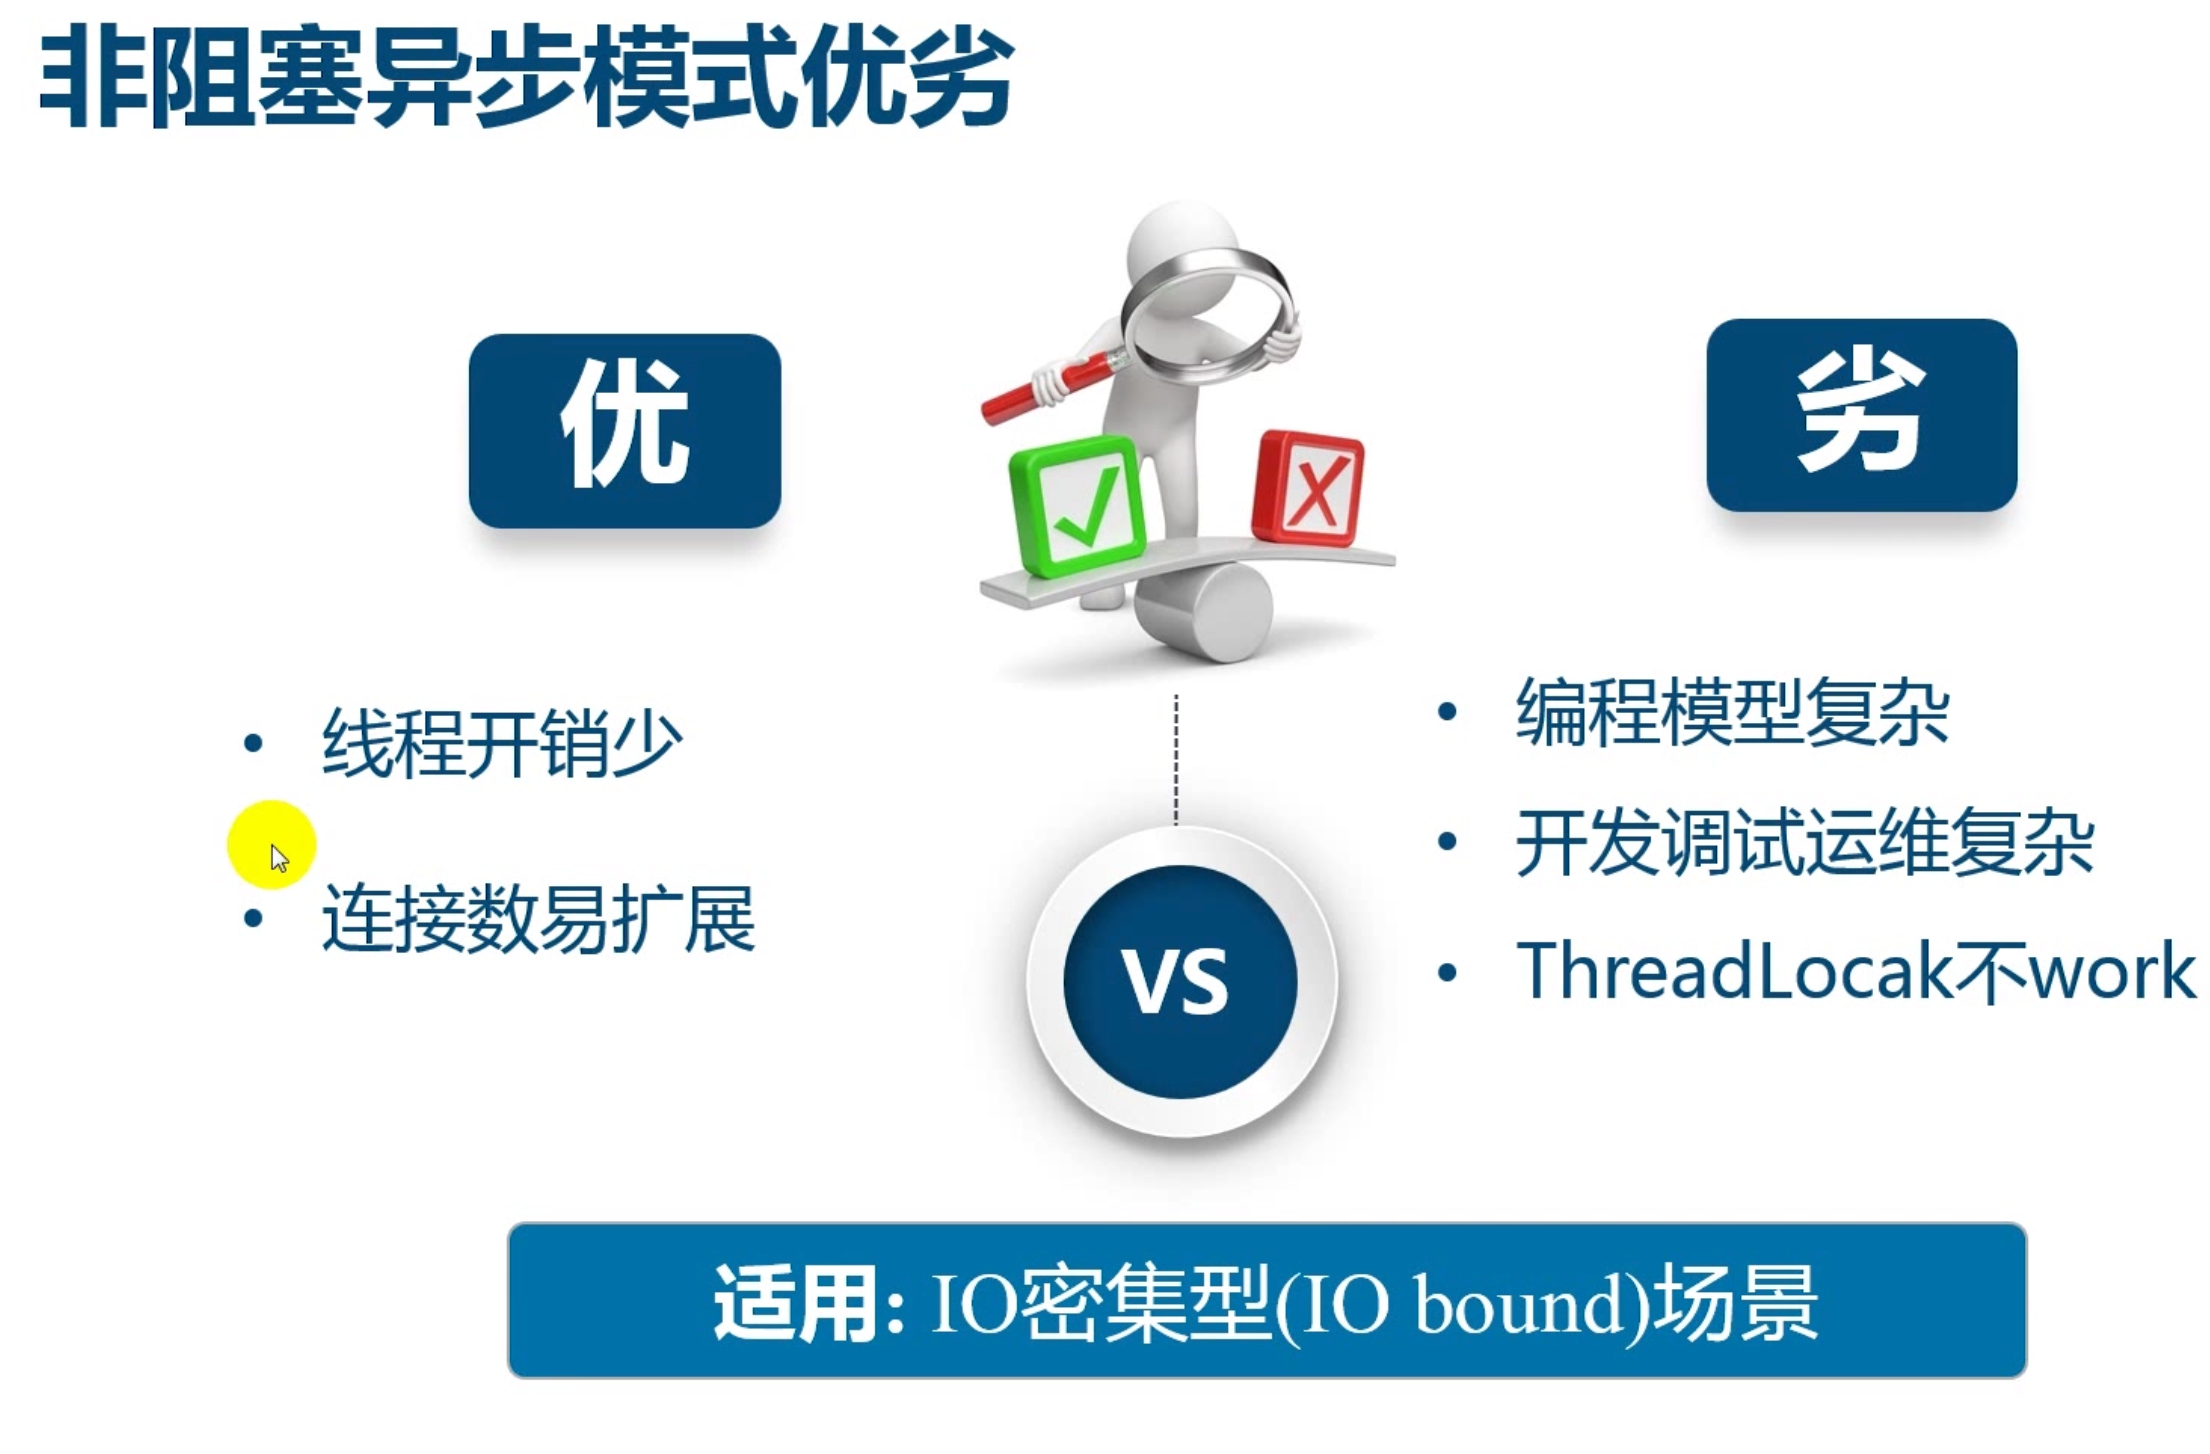 非阻塞异步模式优劣
优
劣
• 线程开销少
• 连接数易扩展
VS
• 编程模型复杂
• 开发调试运维复杂
• ThreadLocak不work
适用: IO密集型(IO bound)场景